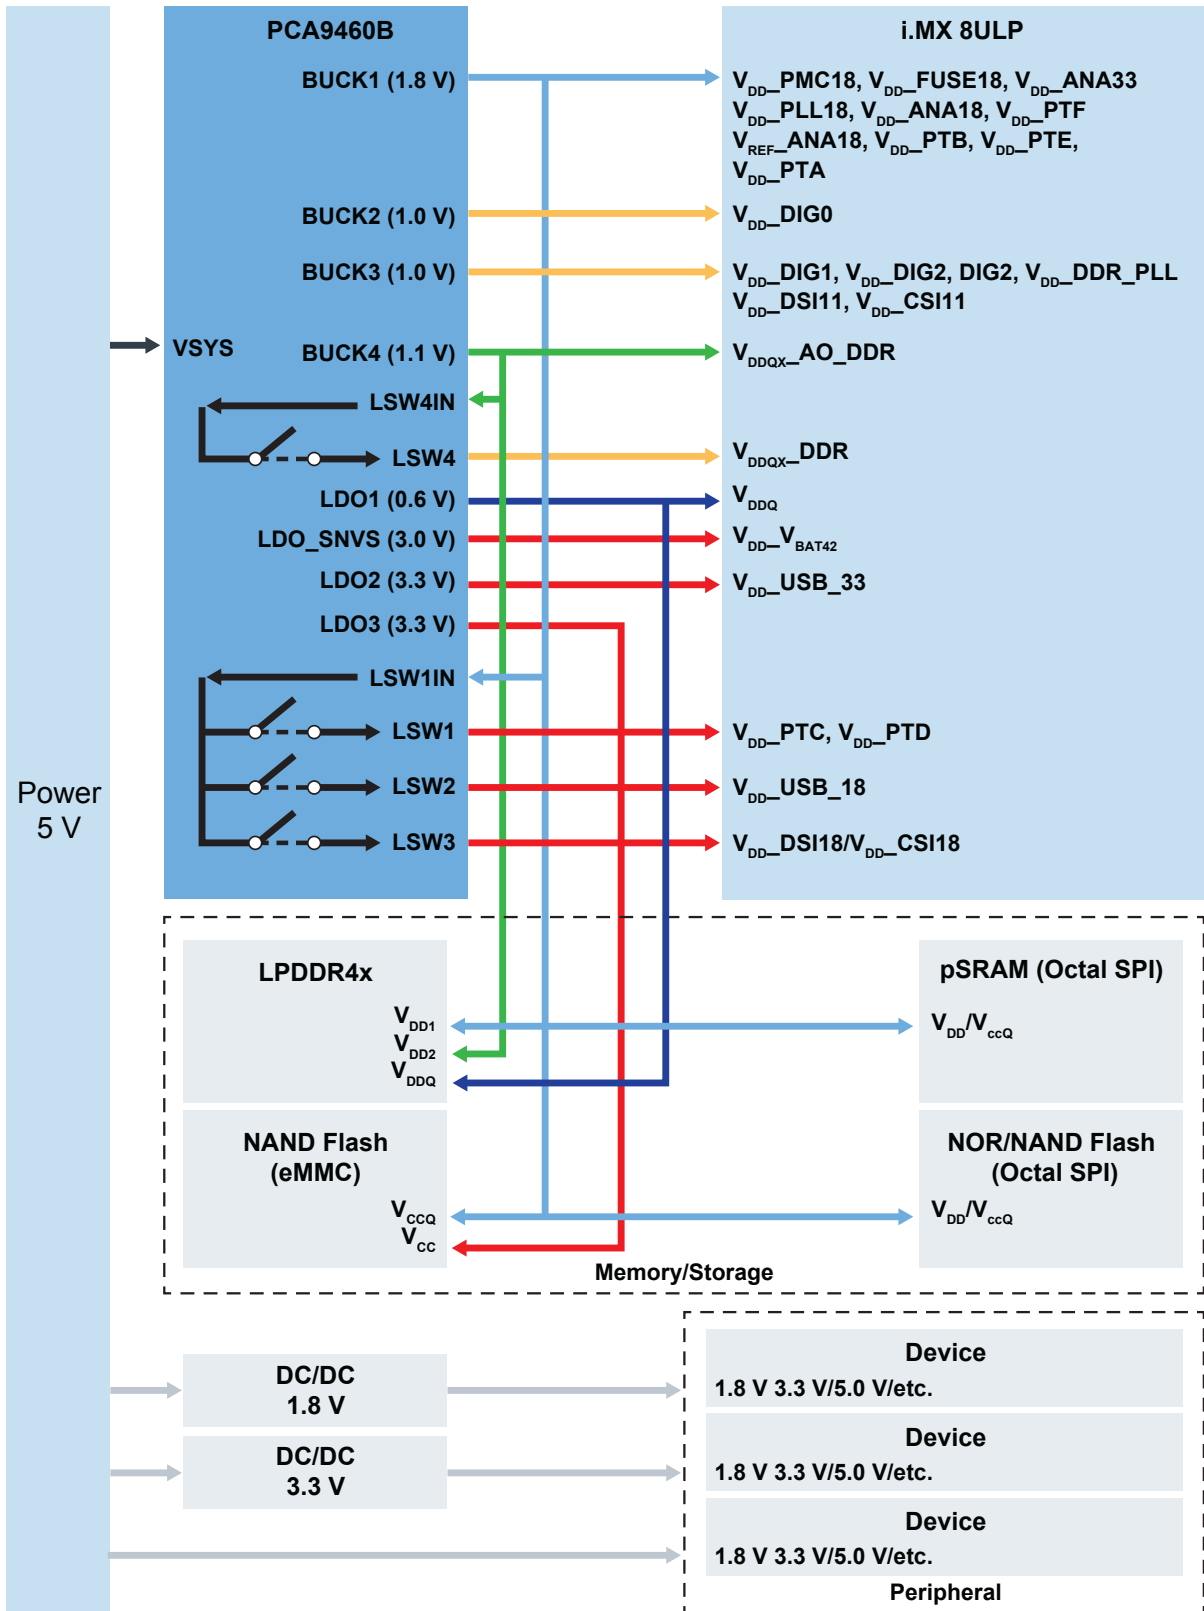 Power
5 V
PCA9460B
BUCK1 (1.8 V)
BUCK2 (1.0 V)
BUCK3 (1.0 V)
VSYS
BUCK4 (1.1 V)
LSW4IN
LSW4
LDO1 (0.6 V)
LDO_SNVS (3.0 V)
LDO2 (3.3 V)
LDO3 (3.3 V)
LSW1IN
LSW1
LSW2
LSW3
i.MX 8ULP
VDD_PMC18, VDD_FUSE18, VDD_ANA33
VDD_PLL18, VDD_ANA18, VDD_PTF
VREF_ANA18, VDD_PTB, VDD_PTE,
VDD_PTA
VDD_DIG0
VDD_DIG1, VDD_DIG2, DIG2, VDD_DDR_PLL
VDD_DSI11, VDD_CSI11
VDDQX_AO_DDR
VDDQX_DDR
VDDQ
VDD_VBAT42
VDD_USB_33
VDD_PTC, VDD_PTD
VDD_USB_18
VDD_DSI18/VDD_CSI18
LPDDR4x
VDD1
VDD2
VDDQ
pSRAM (Octal SPI)
VDD/VccQ
NAND Flash
(eMMC)
VCCQ
VCC
NOR/NAND Flash
(Octal SPI)
VDD/VccQ
Memory/Storage
DC/DC
1.8 V
DC/DC
3.3 V
Device
1.8 V 3.3 V/5.0 V/etc.
Device
1.8 V 3.3 V/5.0 V/etc.
Device
1.8 V 3.3 V/5.0 V/etc.
Peripheral